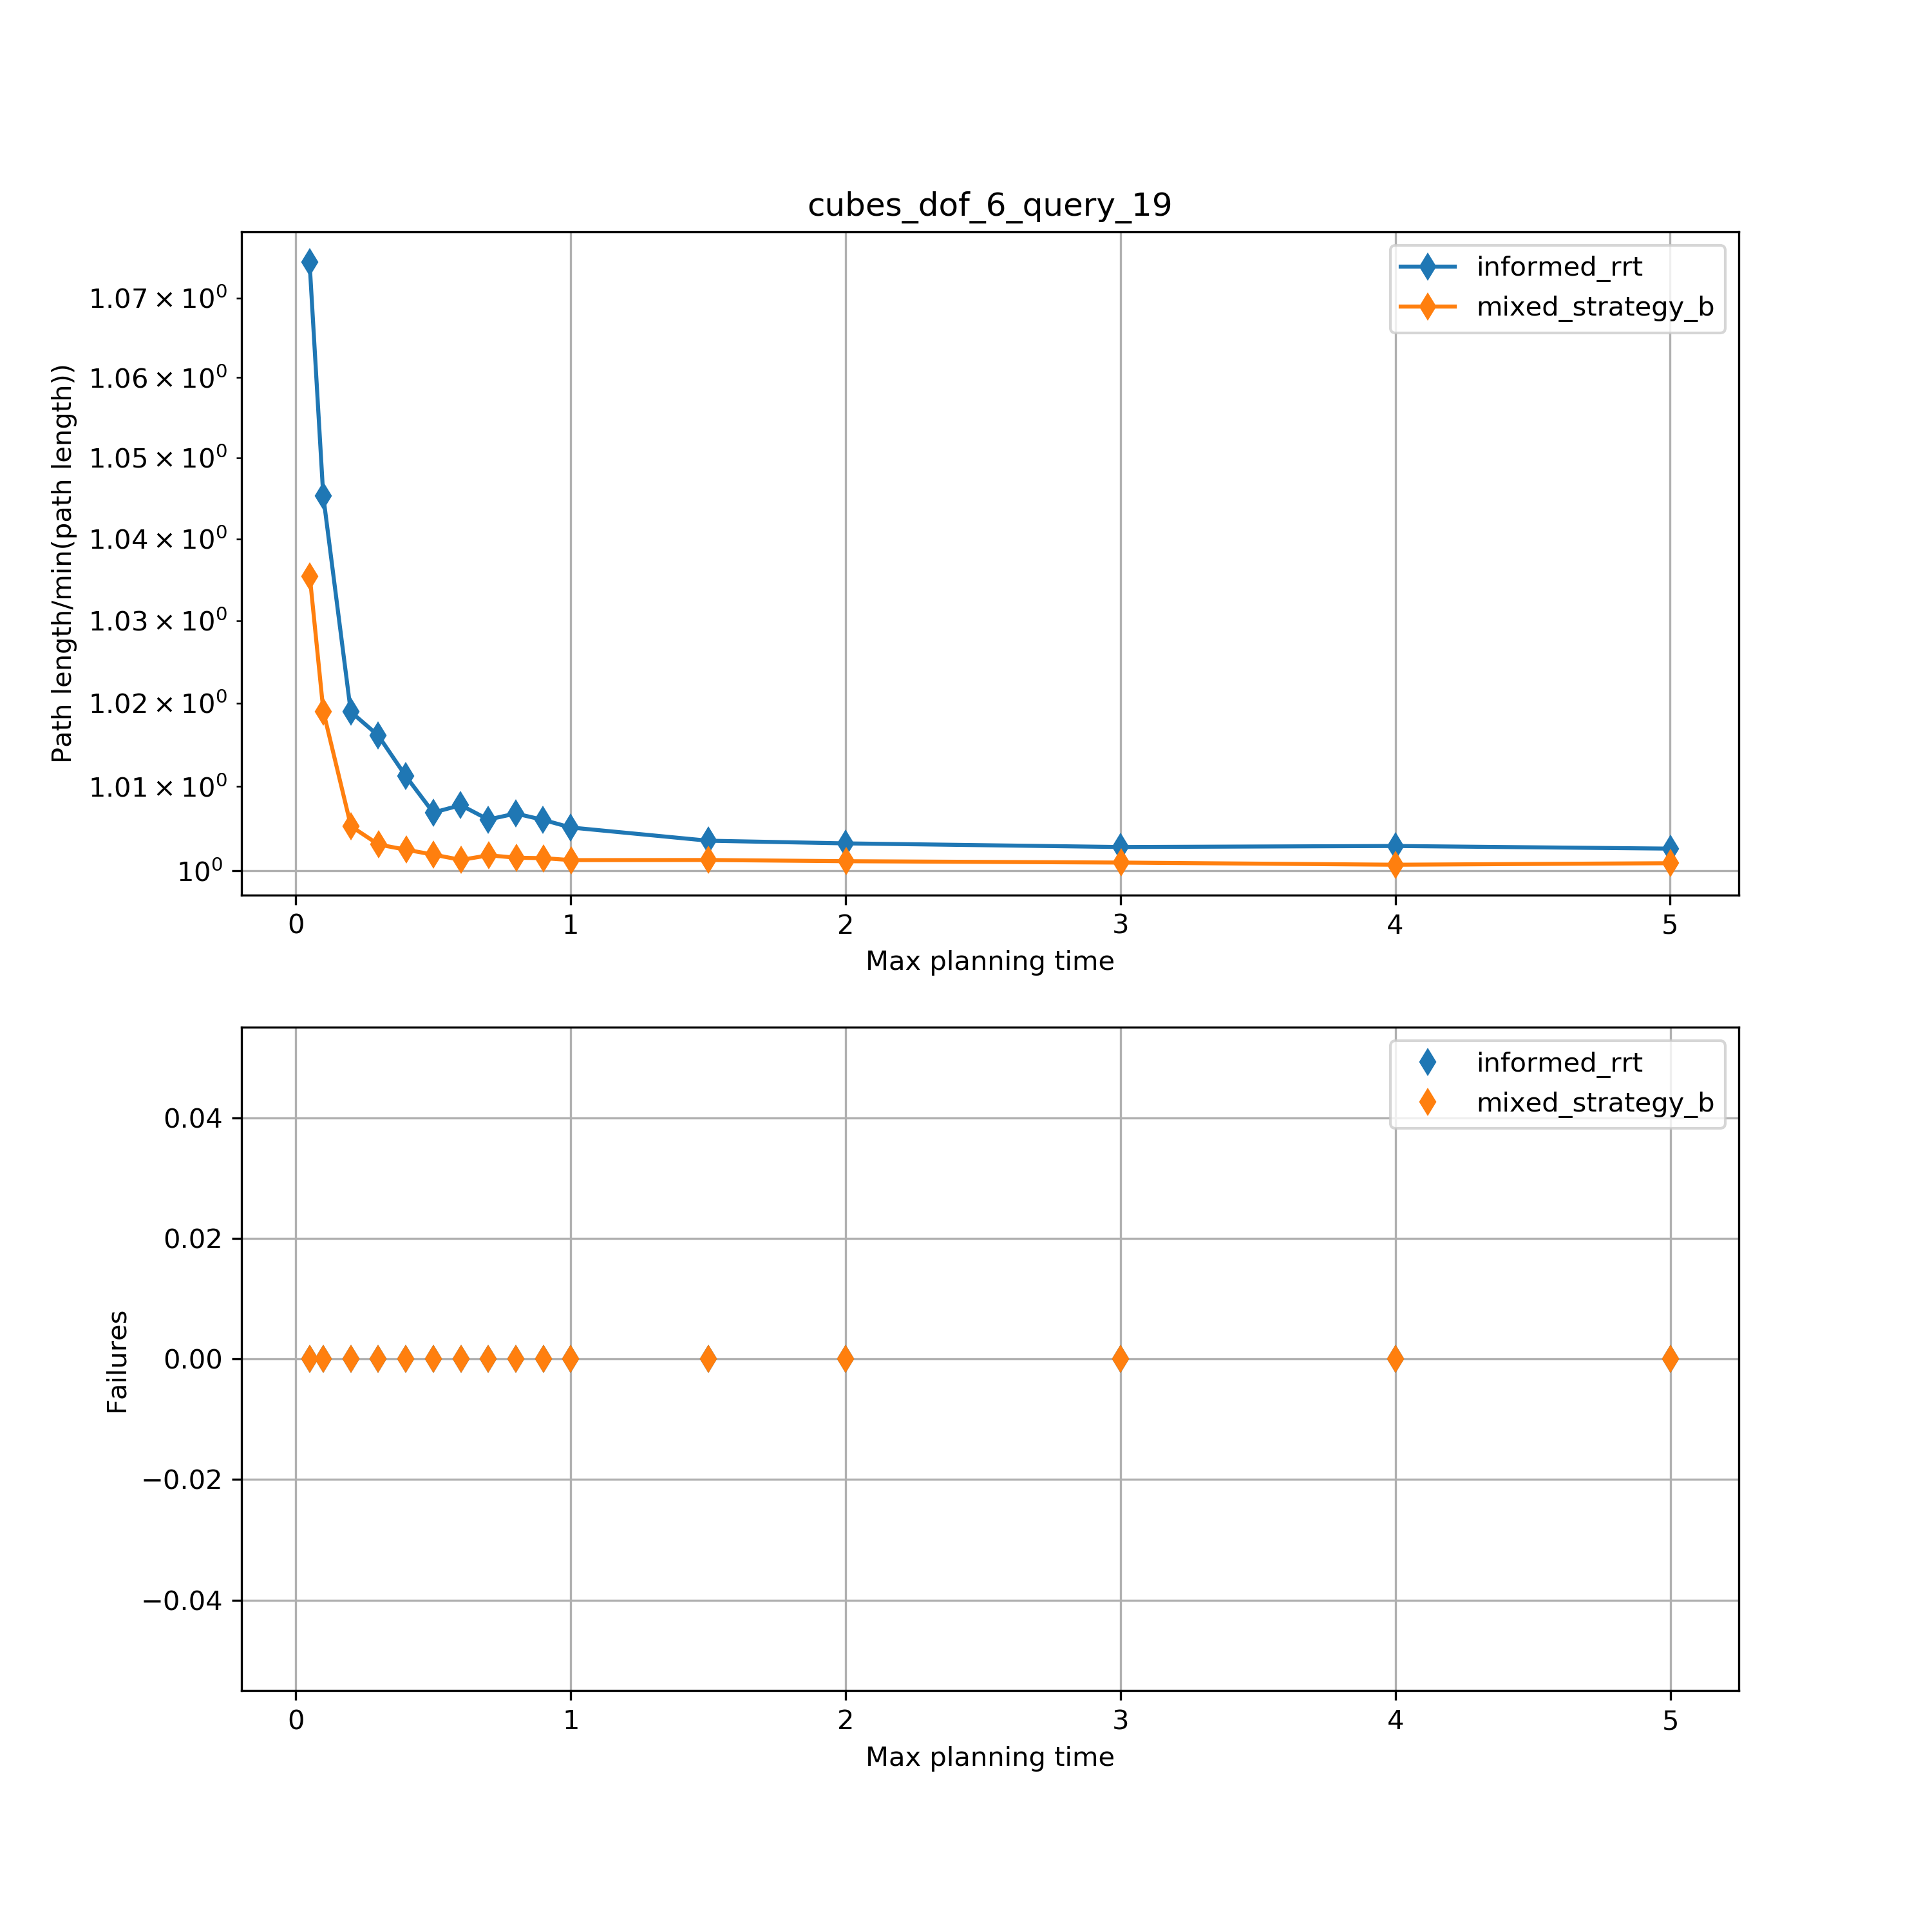 cubes_dof_6_query_19
Path length/min(path length))
1.07 × 10⁰
1.06 × 10⁰
1.05 × 10⁰
1.04 × 10⁰
1.03 × 10⁰
1.02 × 10⁰
1.01 × 10⁰
10⁰
informed_rrt
mixed_strategy_b
0 1 2 3 4 5
Max planning time
Failures
0.04
0.02
0.00
−0.02
−0.04
informed_rrt
mixed_strategy_b
0 1 2 3 4 5
Max planning time